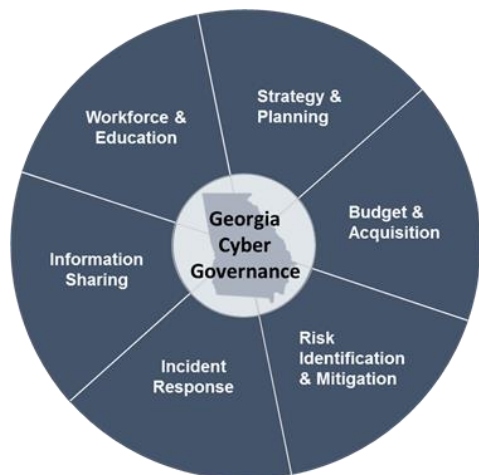 Strategy &
Planning
Budget &
Acquisition
Risk
Identification
& Mitigation
Incident
Response
Information
Sharing
Workforce &
Education
Georgia
Cyber
Governance